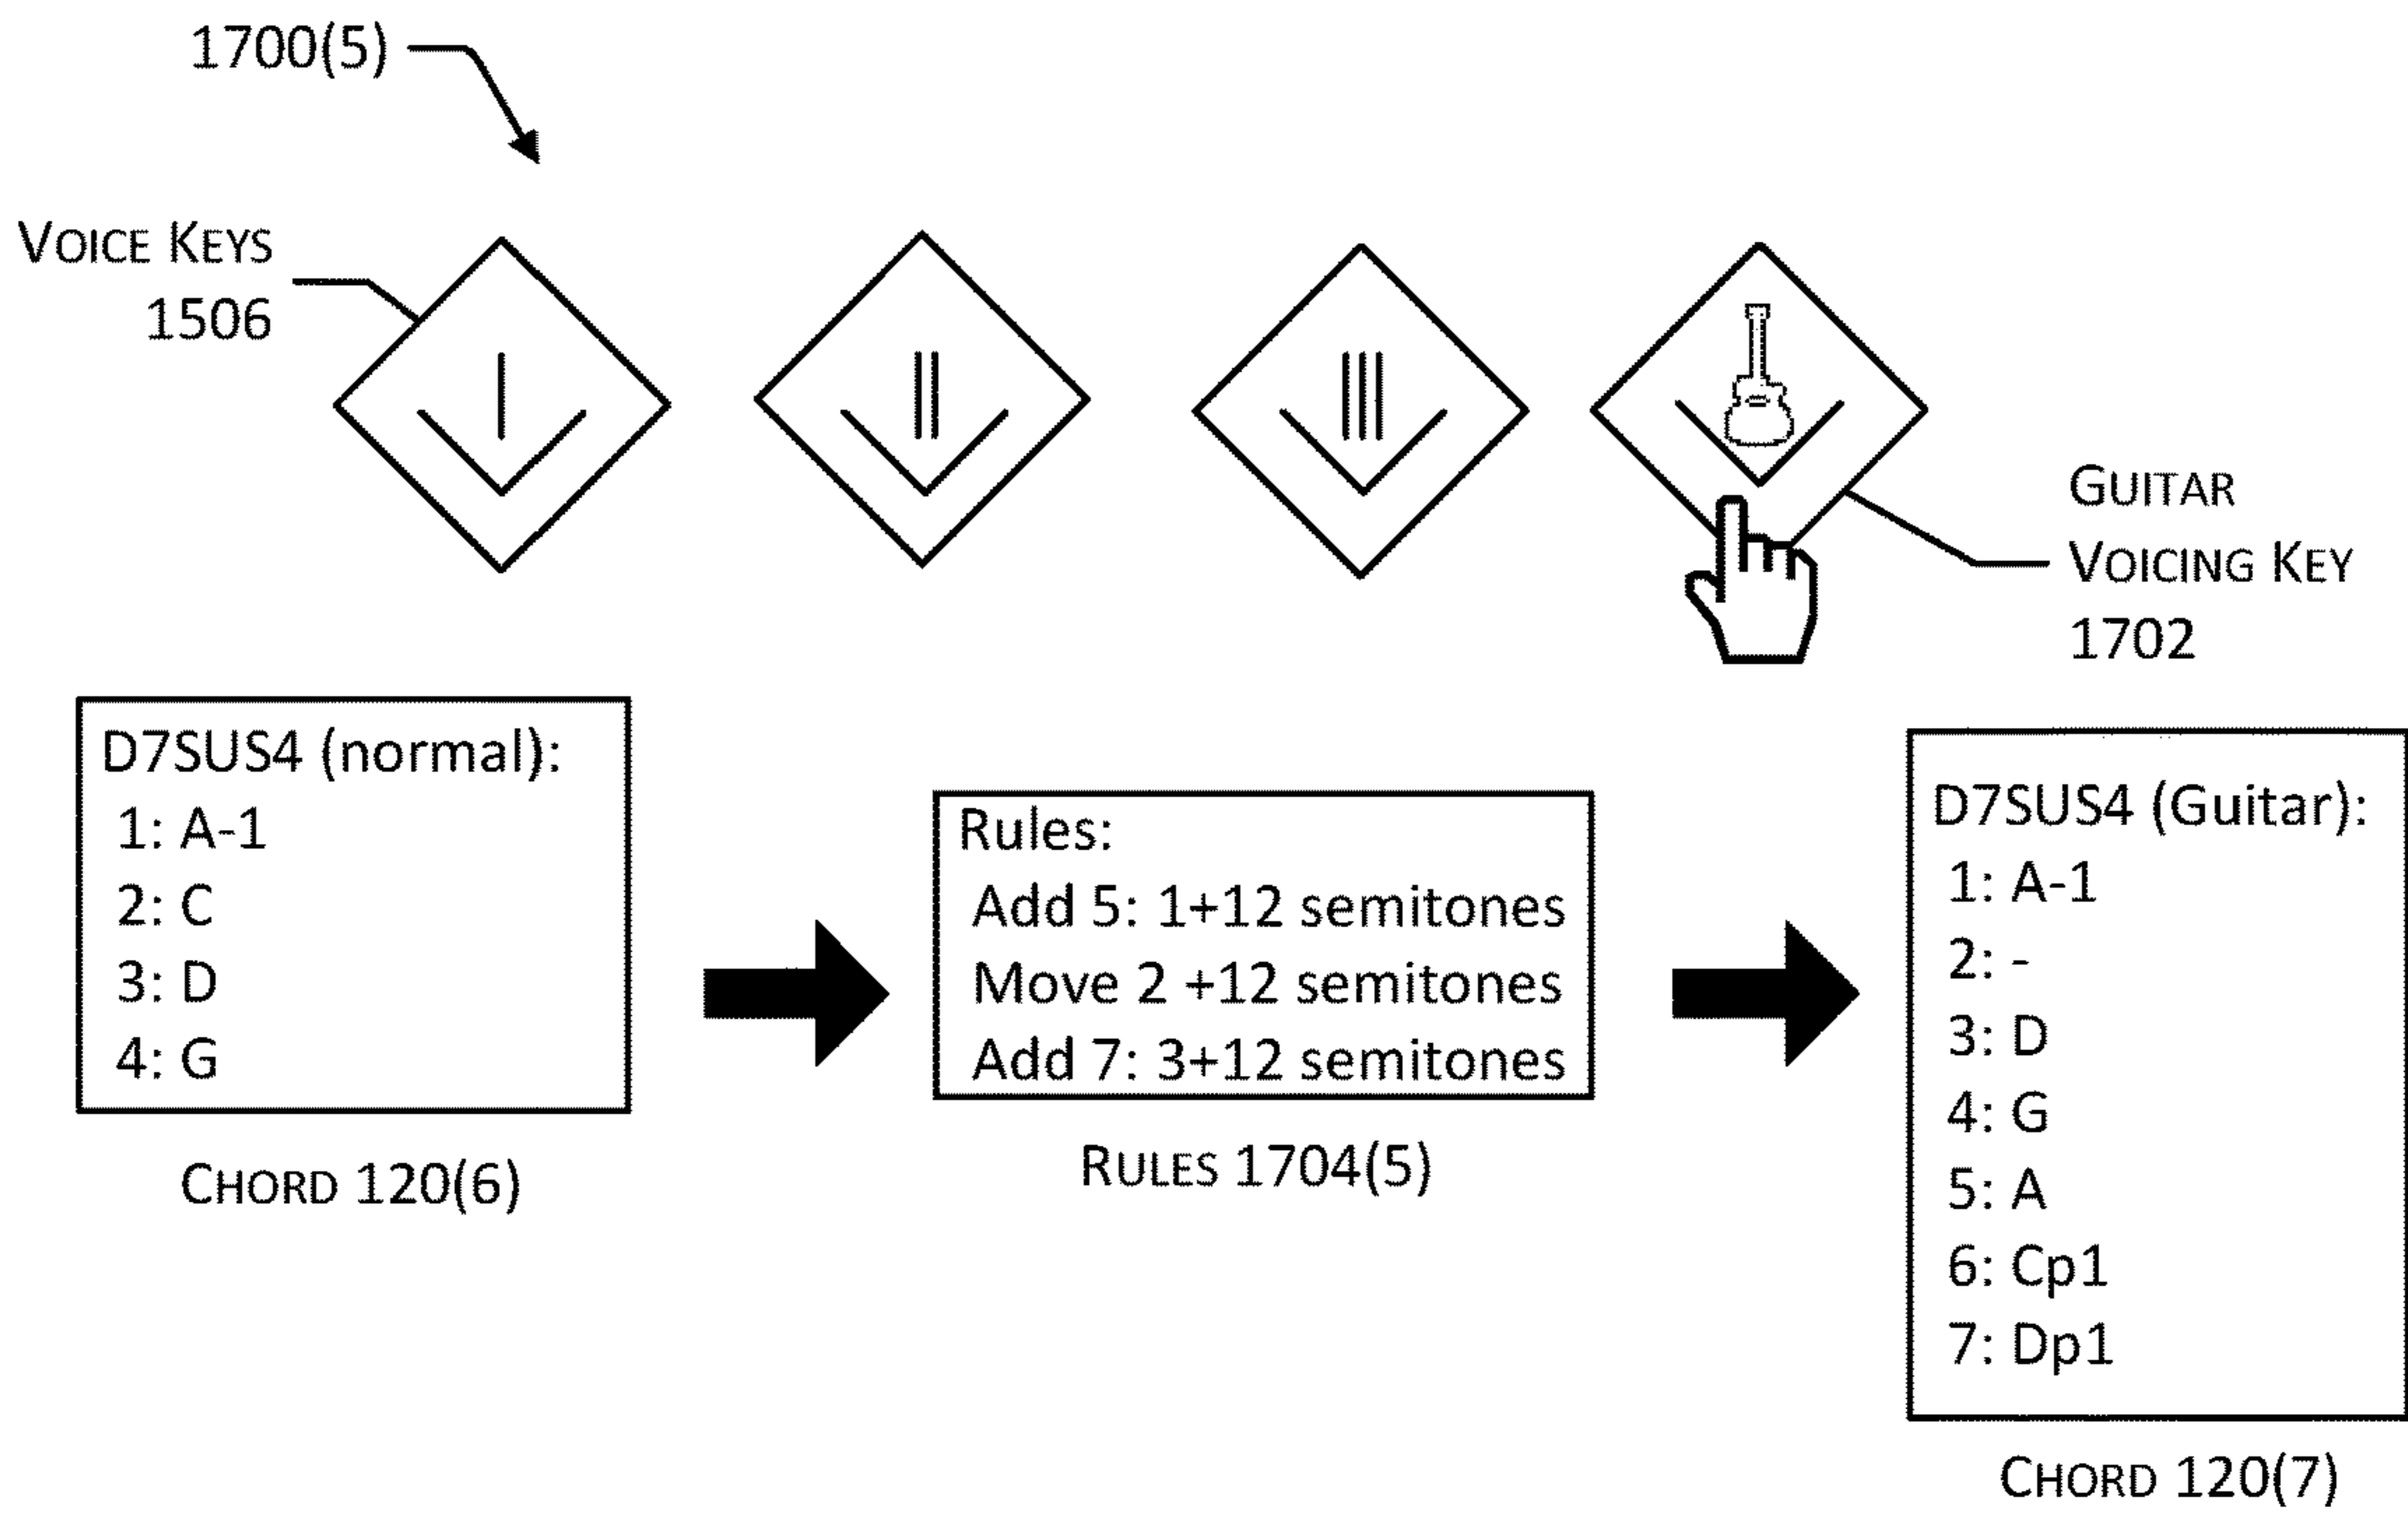 1700(5)
VOICE KEYS
1506
GUITAR
VOICING KEY
1702
D7SUS4 (normal):
1: A-1
2: C
3: D
4: G
CHORD 120(6)
Rules:
Add 5: 1+12 semitones
Move 2 +12 semitones
Add 7: 3+12 semitones
RULES 1704(5)
D7SUS4 (Guitar):
1: A-1
2: -
3: D
4: G
5: A
6: Cp1
7: Dp1
CHORD 120(7)